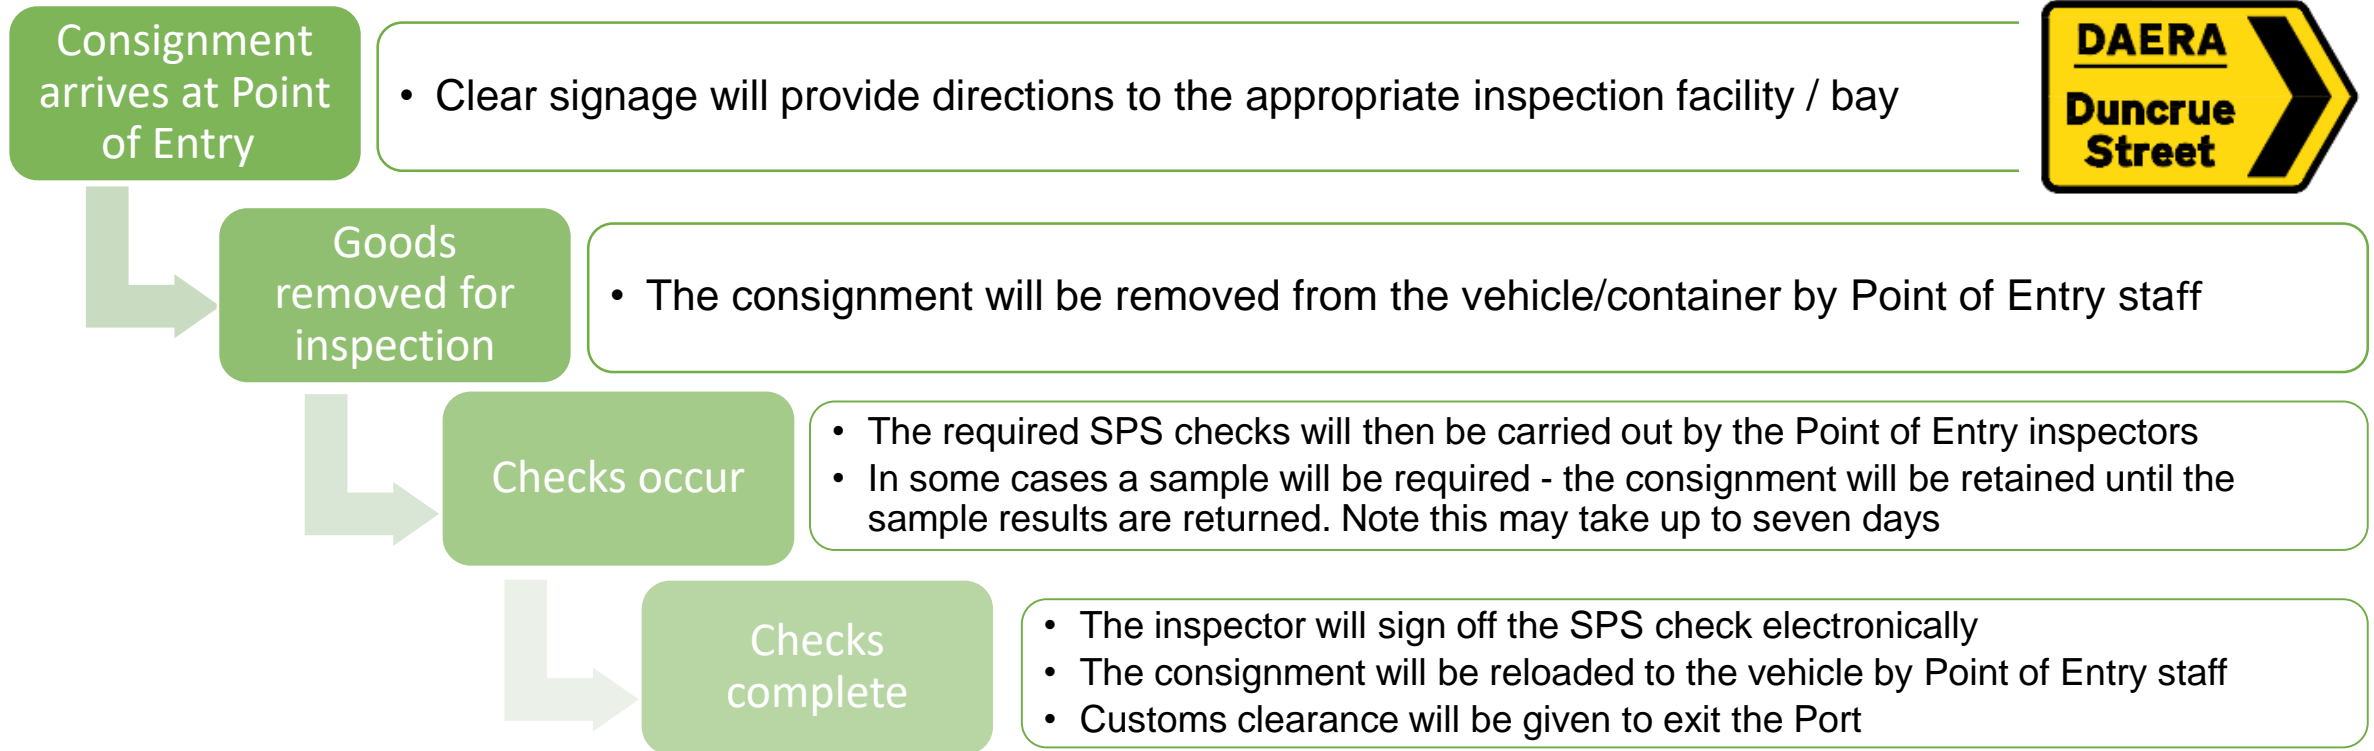 Consignment
arrives at Point
of Entry
• Clear signage will provide directions to the appropriate inspection facility / bay
DAERA
Duncrue
Street
Goods
removed for
inspection
• The consignment will be removed from the vehicle/container by Point of Entry staff
Checks occur
• The required SPS checks will then be carried out by the Point of Entry inspectors
• In some cases a sample will be required - the consignment will be retained until the
sample results are returned. Note this may take up to seven days
Checks
complete
• The inspector will sign off the SPS check electronically
• The consignment will be reloaded to the vehicle by Point of Entry staff
• Customs clearance will be given to exit the Port